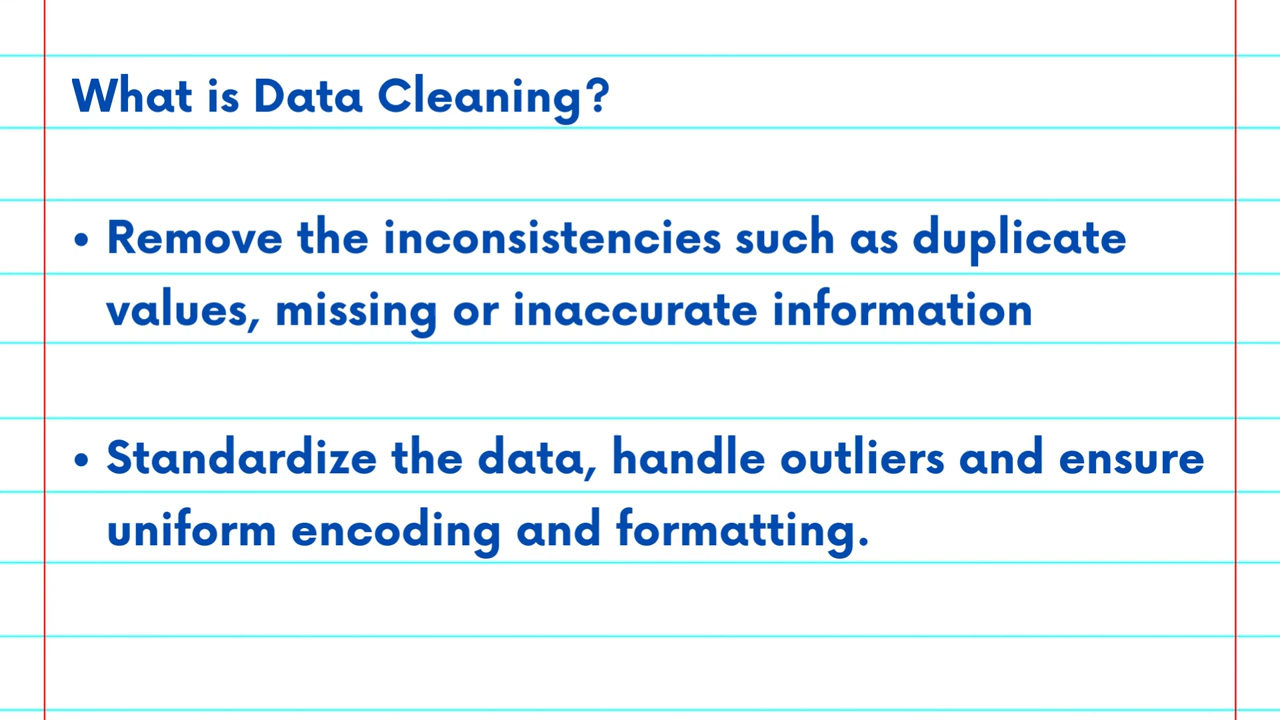 What is Data Cleaning?
• Remove the inconsistencies such as duplicate
values, missing or inaccurate information
• Standardize the data, handle outliers and ensure
uniform encoding and formatting.